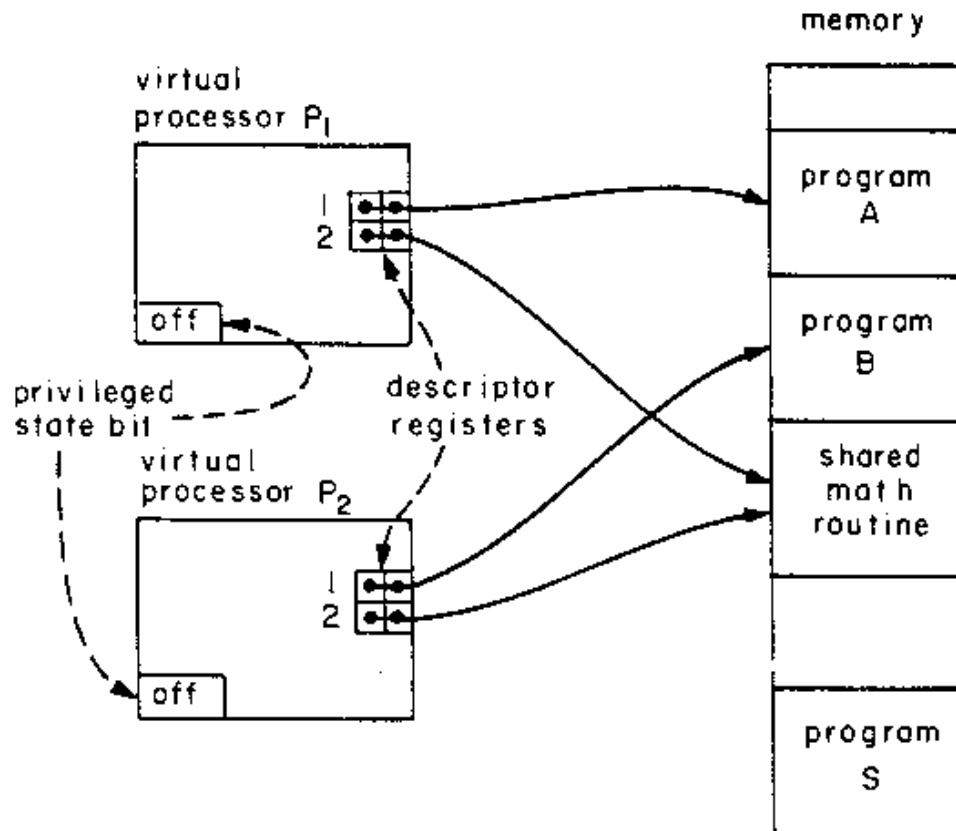 memory
virtual
processor P1
1
2
off
program
A
program
B
shared
math
routine
program
S
privileged
state bit
descriptor
registers
virtual
processor P2
1
2
off